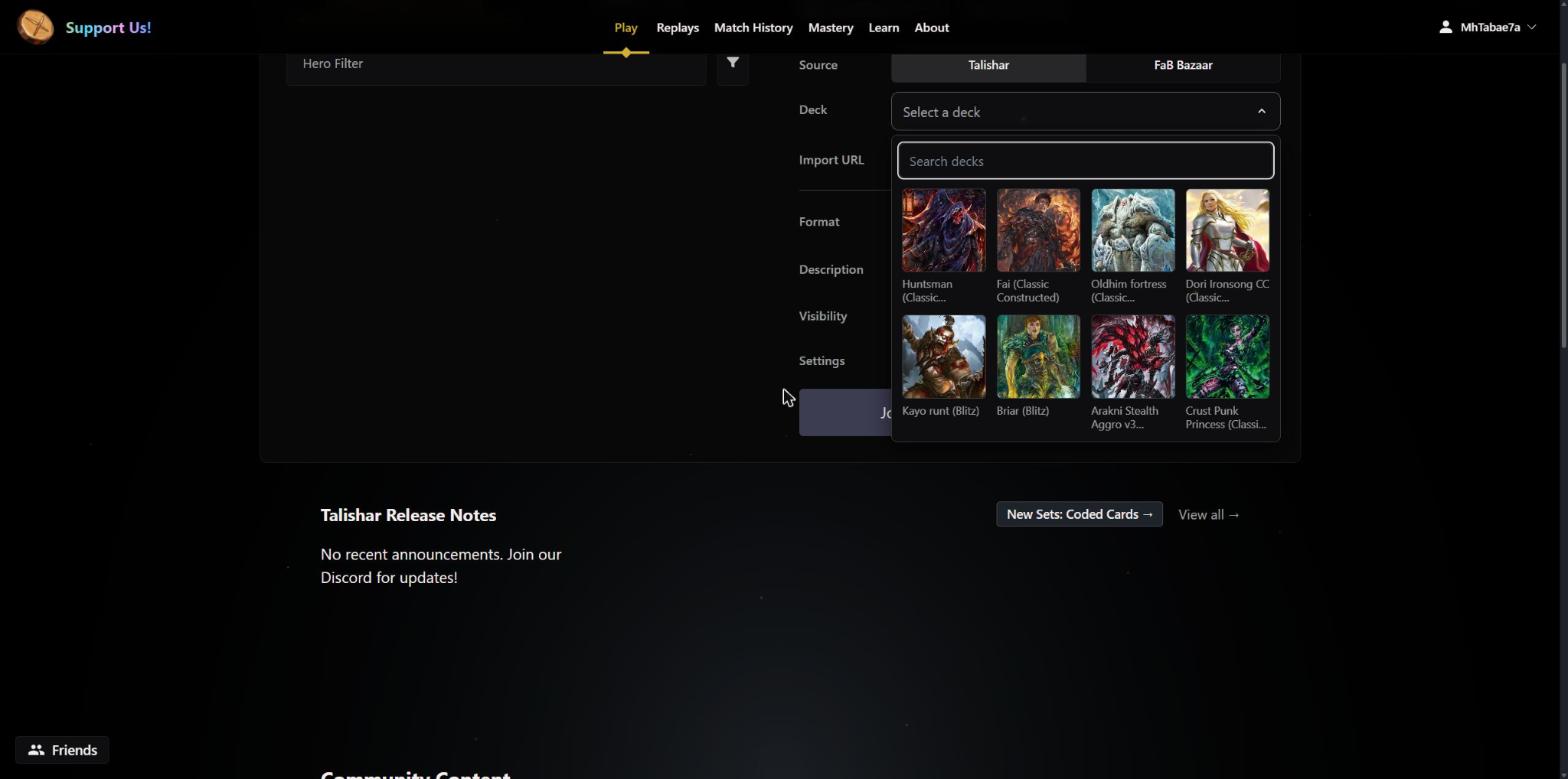 Support Us!
Play
Replays
Match History
Mastery
Learn
About
MhTabae7a
Hero Filter
Source
Talishar
FaB Bazaar
Deck
Select a deck
Import URL
Search decks
Format
Description
Visibility
Settings
Huntsman
(Classic...
Fai (Classic
Constructed)
Oldhim fortress
(Classic...
Dori Ironsong CC
(Classic...
Kayo runt (Blitz)
Briar (Blitz)
Arakni Stealth
Aggro v3...
Crust Punk
Princess (Classi...
Talishar Release Notes
New Sets: Coded Cards →
View all →
No recent announcements. Join our
Discord for updates!
Friends
Community Content